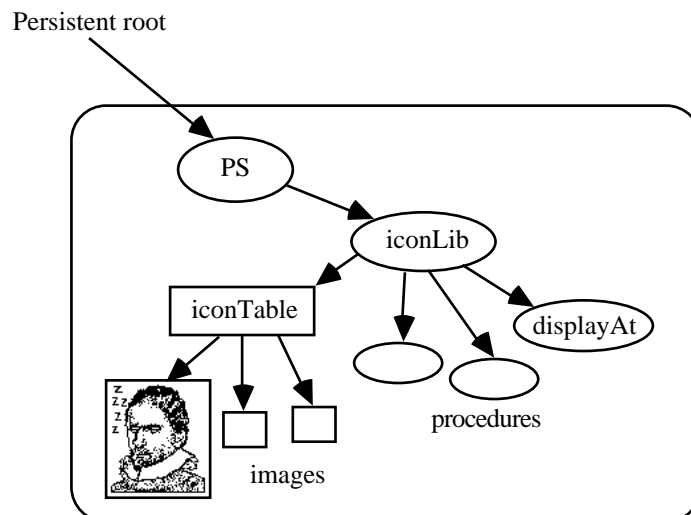 Persistent root
PS
iconLib
iconTable
displayAt
z
z
z z
z
z
procedures
images